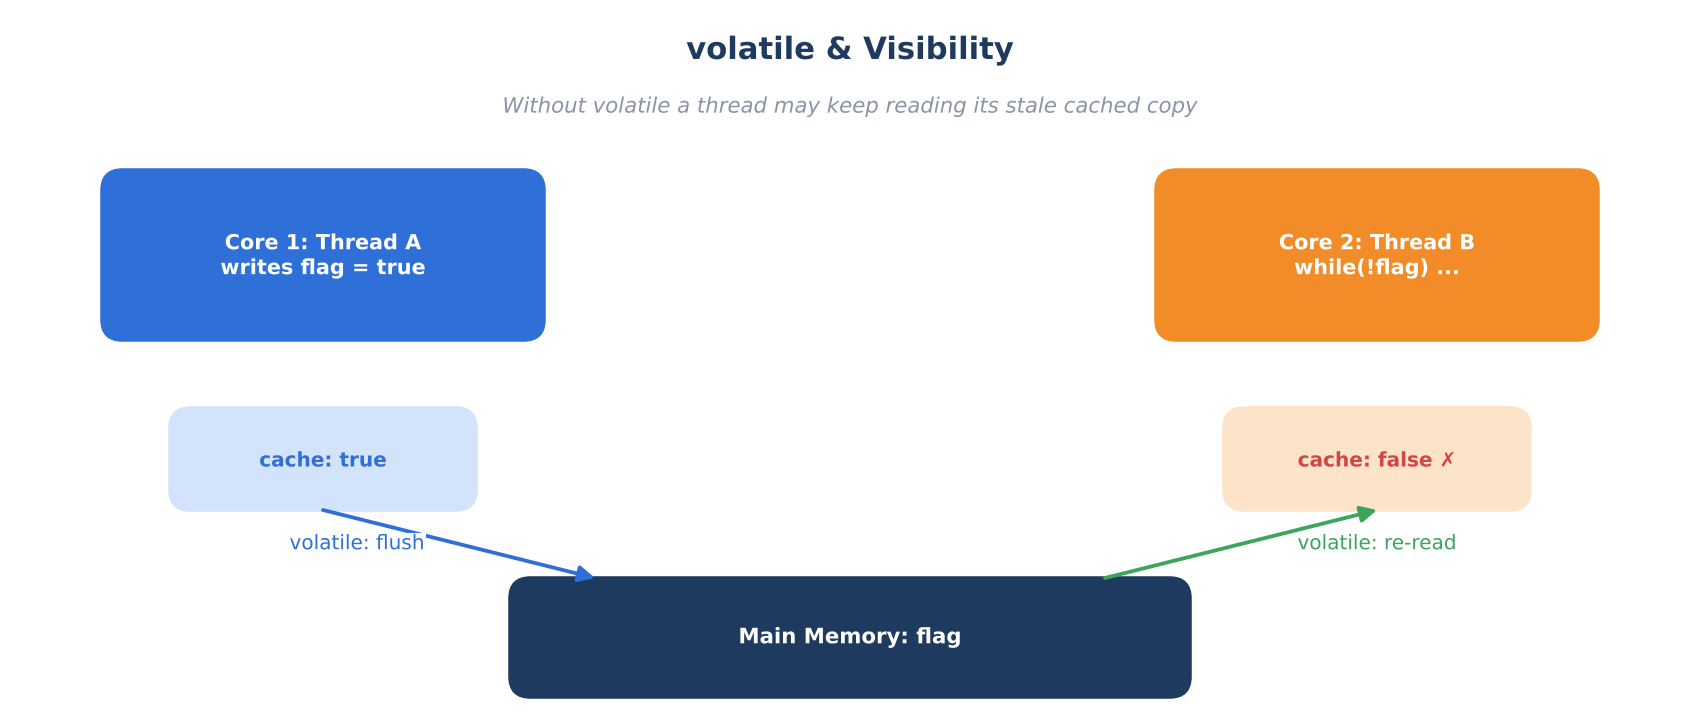 volatile & Visibility
Without volatile a thread may keep reading its stale cached copy
Core 1: Thread A
writes flag = true
Core 2: Thread B
while(!flag) ...
cache: true
cache: false ✗
volatile: flush
volatile: re-read
Main Memory: flag